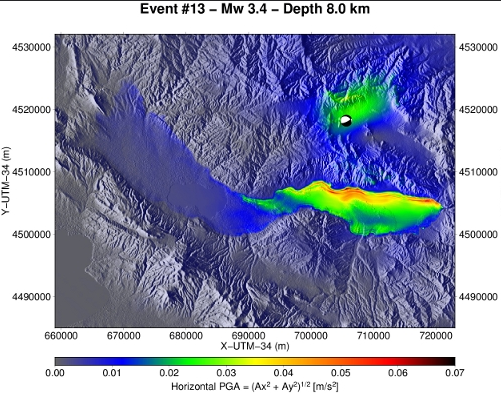 Event #13 − Mw 3.4 − Depth 8.0 km
4530000 4530000
4520000 4520000
4510000 4510000
4500000 4500000
4490000 4490000
Y−UTM−34 (m)
660000 670000 680000 690000 700000 710000 720000
X−UTM−34 (m)
0.00 0.01 0.02 0.03 0.04 0.05 0.06 0.07
Horizontal PGA = (Ax² + Ay²)¹/² [m/s²]